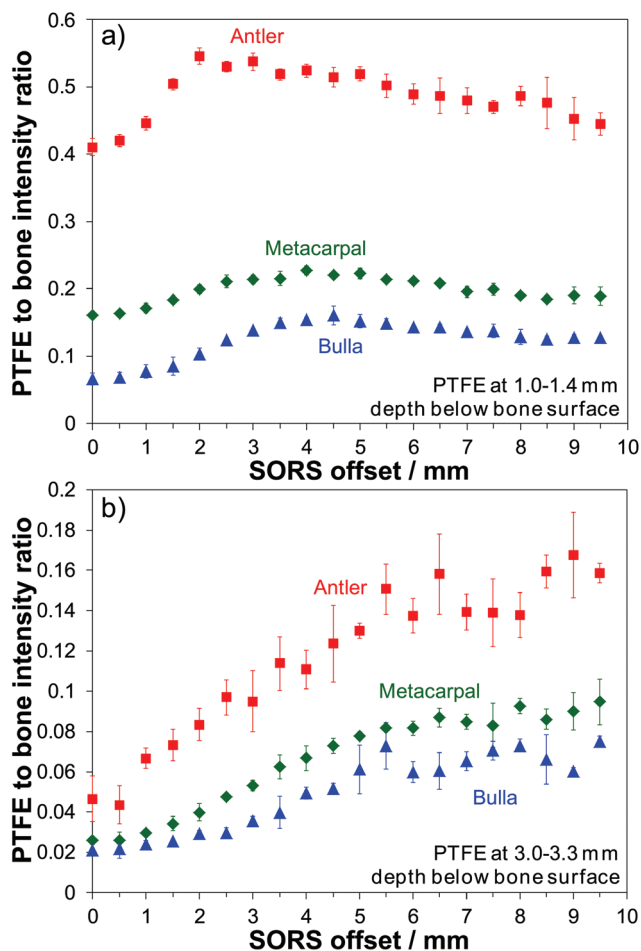 a)
Antler
Metacarpal
Bulla
PTFE at 1.0-1.4 mm
depth below bone surface
PTFE to bone intensity ratio
0.6
0.5
0.4
0.3
0.2
0.1
0
0 1 2 3 4 5 6 7 8 9 10
SORS offset / mm
b)
Antler
Metacarpal
Bulla
PTFE at 3.0-3.3 mm
depth below bone surface
PTFE to bone intensity ratio
0.2
0.18
0.16
0.14
0.12
0.1
0.08
0.06
0.04
0.02
0
0 1 2 3 4 5 6 7 8 9 10
SORS offset / mm